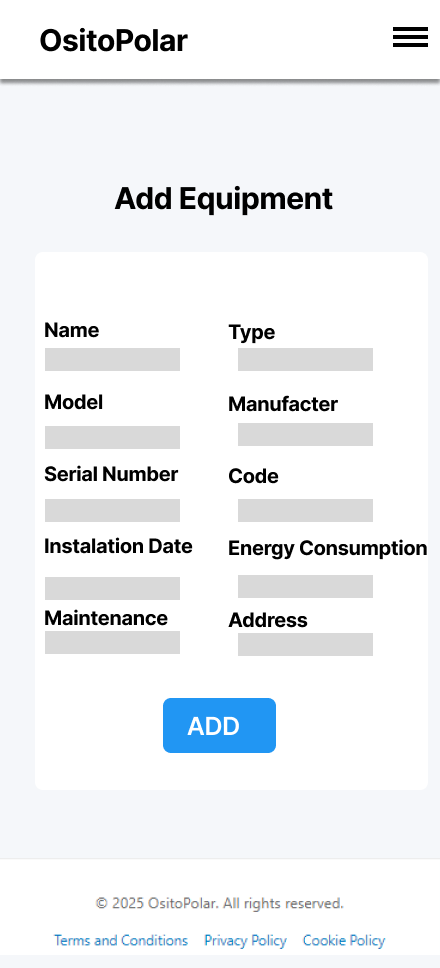 OsitoPolar
Add Equipment
Name
Type
Model
Manufacter
Serial Number
Code
Instalation Date
Energy Consumption
Maintenance
Address
ADD
© 2025 OsitoPolar. All rights reserved.
Terms and Conditions Privacy Policy Cookie Policy